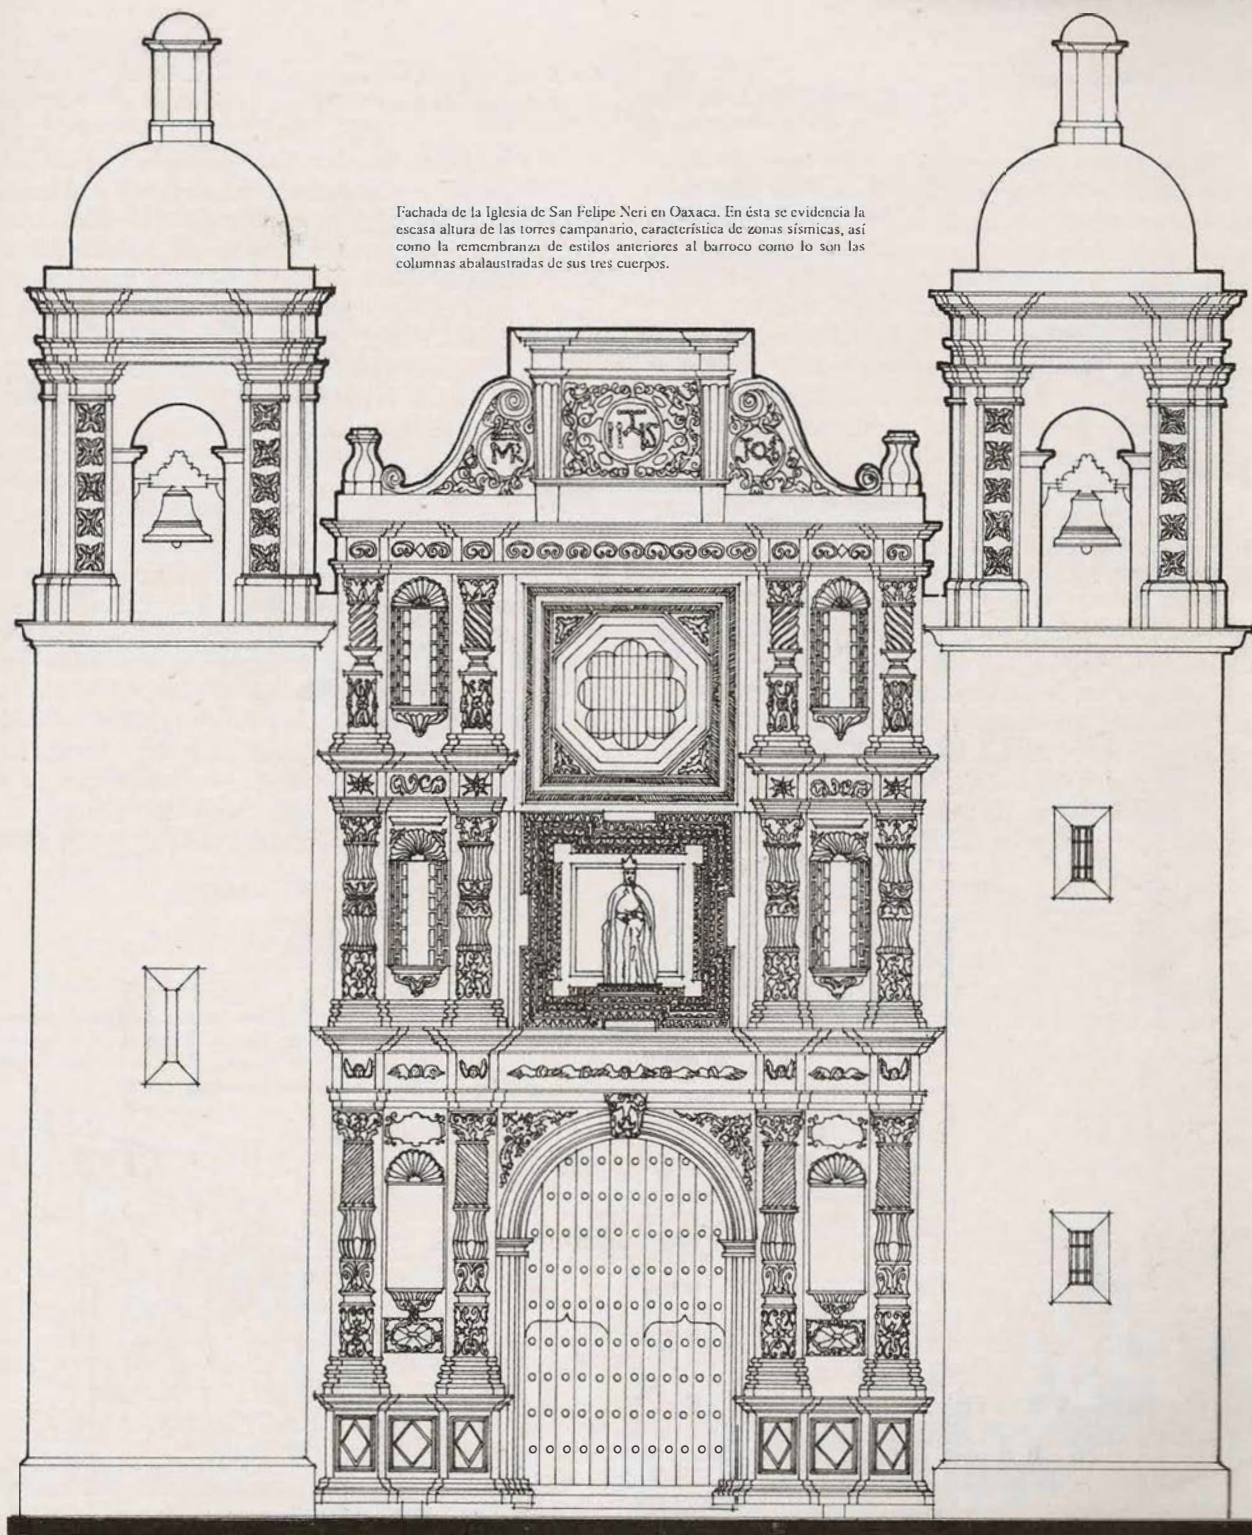 Fachada de la Iglesia de San Felipe Neri en Oaxaca. En ésta se evidencia la
escasa altura de las torres campanario, característica de zonas sísmicas, así
como la remembranza de estilos anteriores al barroco como lo son las
columnas abalaustradas de sus tres cuerpos.
MR
IHS